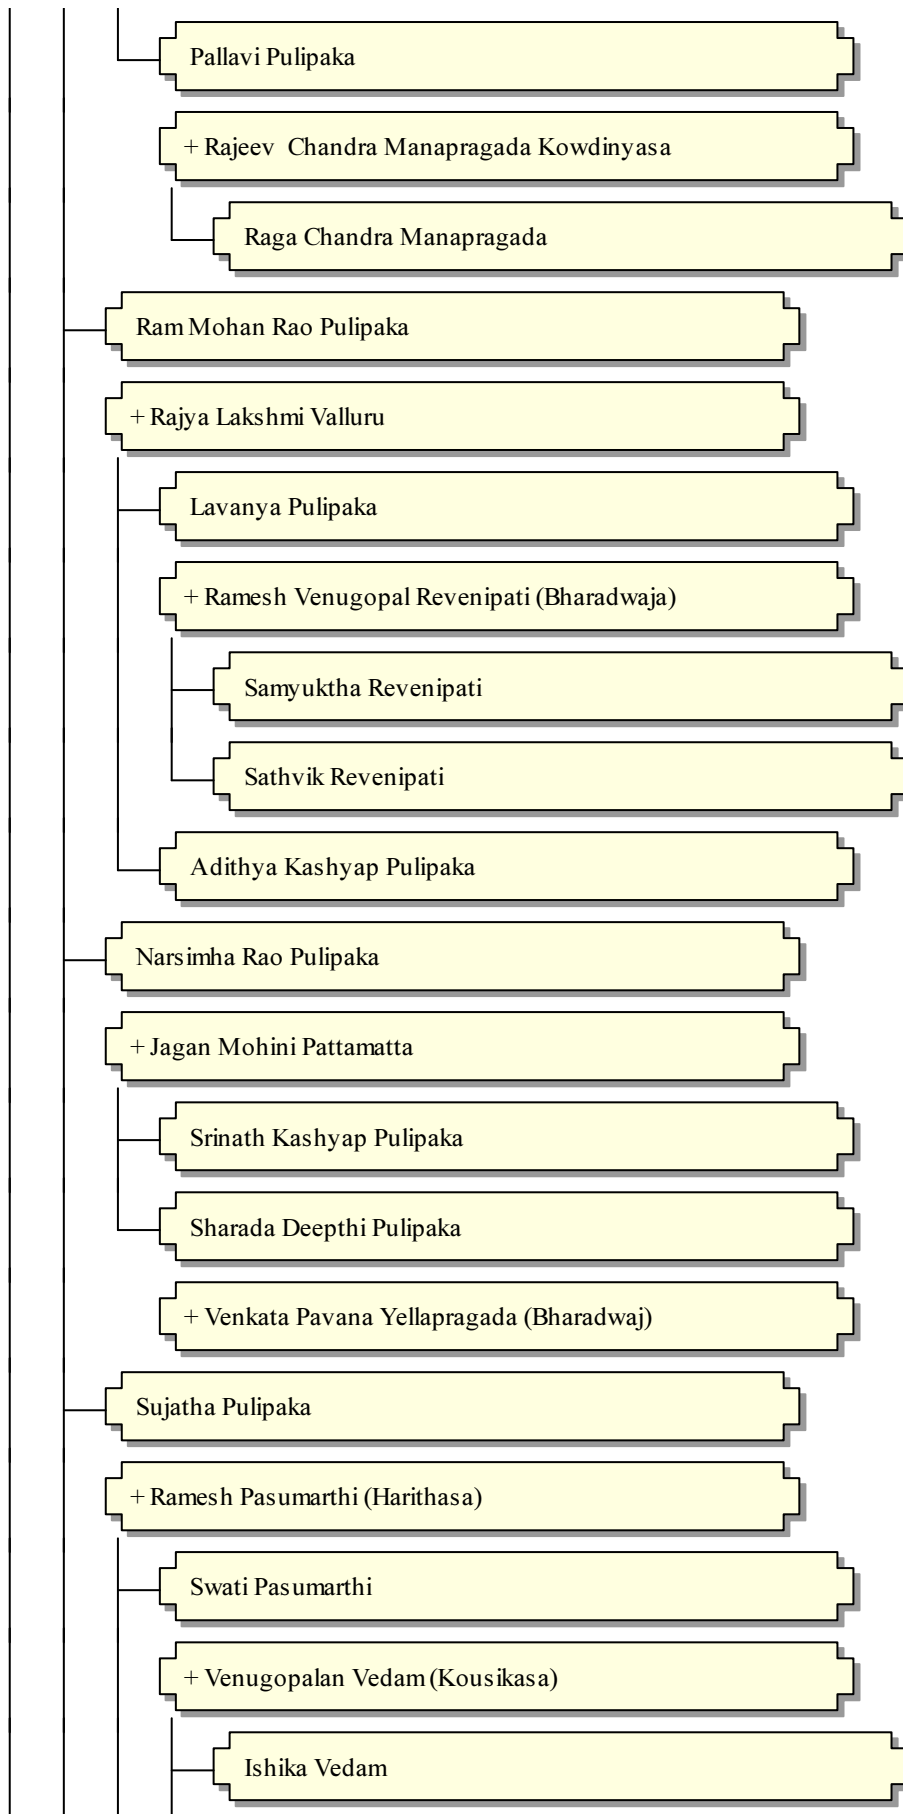 Pallavi Pulipaka
+ Rajeev  Chandra Manapragada Kowdinyasa
Raga Chandra Manapragada
Ram Mohan Rao Pulipaka
+ Rajya Lakshmi Valluru
Lavanya Pulipaka
+ Ramesh Venugopal Revenipati (Bharadwaja)
Samyuktha Revenipati
Sathvik Revenipati
Adithya Kashyap Pulipaka
Narsimha Rao Pulipaka
+ Jagan Mohini Pattamatta
Srinath Kashyap Pulipaka
Sharada Deepthi Pulipaka
+ Venkata Pavana Yellapragada (Bharadwaj)
Sujatha Pulipaka
+ Ramesh Pasumarthi (Harithasa)
Swati Pasumarthi
+ Venugopalan Vedam (Kousikasa)
Ishika Vedam